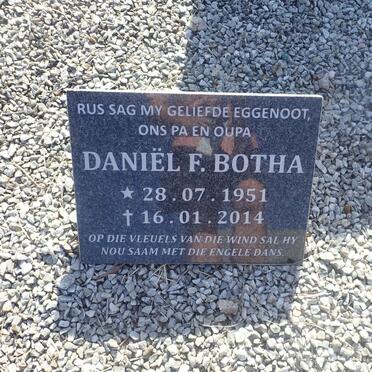 RUS SAG MY GELIEFDE EGGENOOT,
ONS PA EN OUPA
DANIËL F. BOTHA
★ 28.07.1951
† 16.01.2014
OP DIE VLEUELS VAN DIE WIND SAL HY
NOU SAAM MET DIE ENGELE DANS.